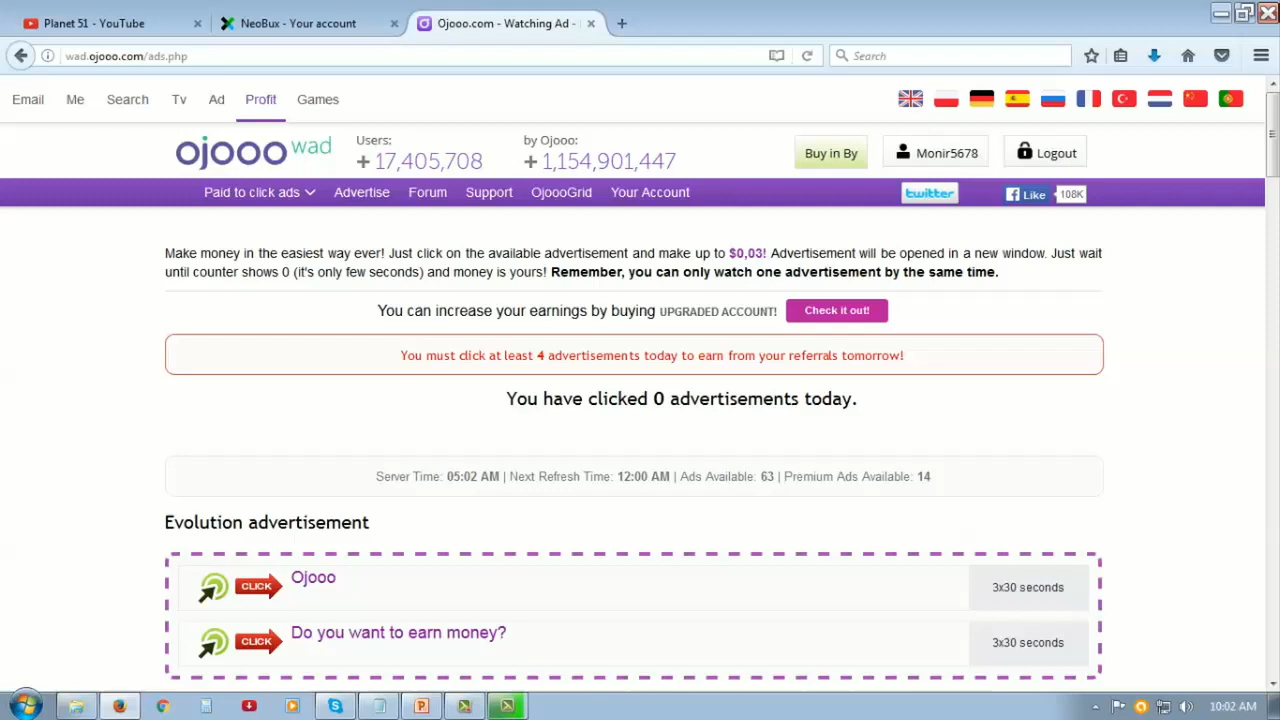 Planet 51 - YouTube
NeoBux - Your account
Ojooo.com - Watching Ad -
wad.ojooo.com/ads.php
Search
Email Me Search Tv Ad Profit Games
ojooo wad
Users:
+ 17,405,708
by Ojooo:
+ 1,154,901,447
Buy in By
Monir5678
Logout
Paid to click ads Advertise Forum Support OjoooGrid Your Account
twitter
Like 108K
Make money in the easiest way ever! Just click on the available advertisement and make up to $0,03! Advertisement will be opened in a new window. Just wait
until counter shows 0 (it's only few seconds) and money is yours! Remember, you can only watch one advertisement by the same time.
You can increase your earnings by buying UPGRADED ACCOUNT! Check it out!
You must click at least 4 advertisements today to earn from your referrals tomorrow!
You have clicked 0 advertisements today.
Server Time: 05:02 AM | Next Refresh Time: 12:00 AM | Ads Available: 63 | Premium Ads Available: 14
Evolution advertisement
CLICK Ojooo 3x30 seconds
CLICK Do you want to earn money? 3x30 seconds
10:02 AM